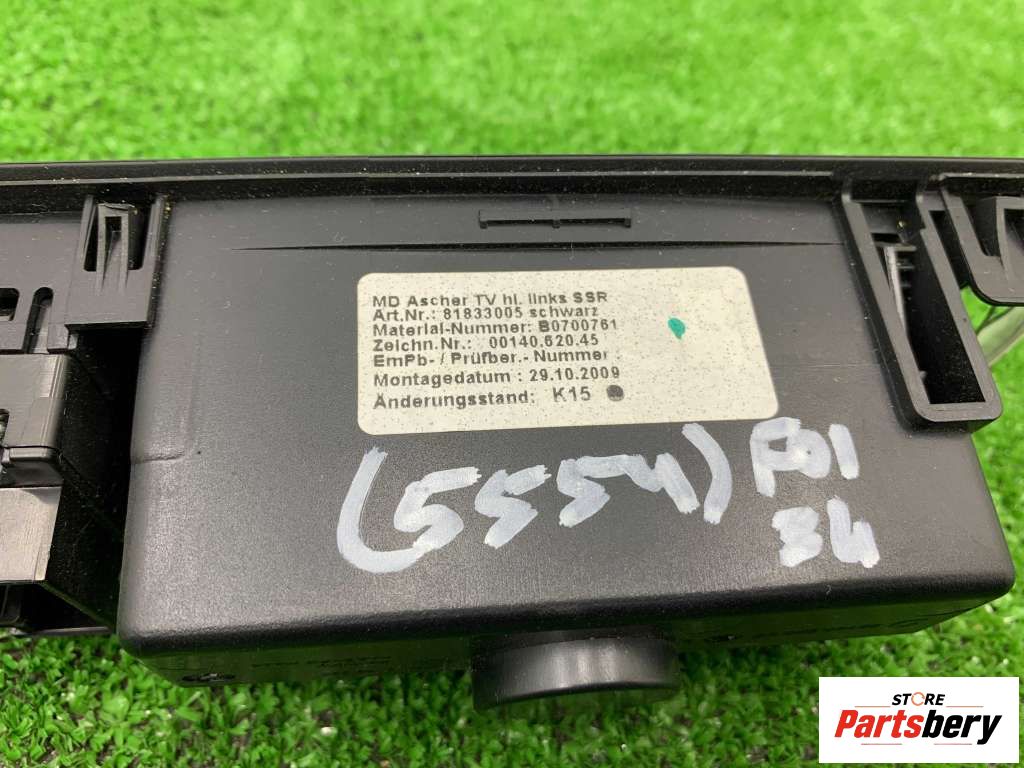 MD Ascher TV hl. links SSR
Art.Nr.: 81833005 schwarz
Material-Nummer: B0700761
Zeichn.Nr.: 00140.620.45
EmPb- / Prüfber.- Nummer :
Montagedatum : 29.10.2009
Änderungsstand: K15
(5554) F01
34
STORE
Partsbery